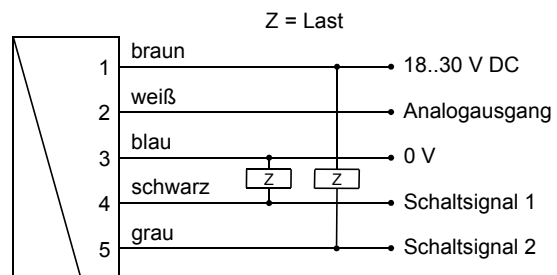 Z = Last
1 braun 18..30 V DC
2 weiß Analogausgang
3 blau 0 V
Z Z
4 schwarz Schaltsignal 1
5 grau Schaltsignal 2